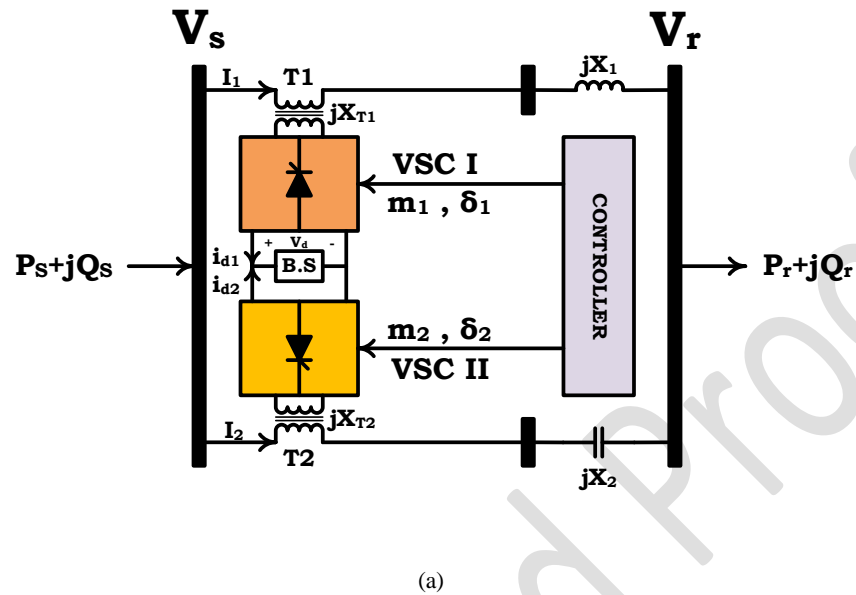 Vs
Vr
I1
T1
jX1
jXT1
VSC I
m1 , δ1
CONTROLLER
PS+jQS
id1
id2
+ Vd -
B.S
Pr+jQr
m2 , δ2
VSC II
jXT2
I2
T2
jX2
(a)
d Proo